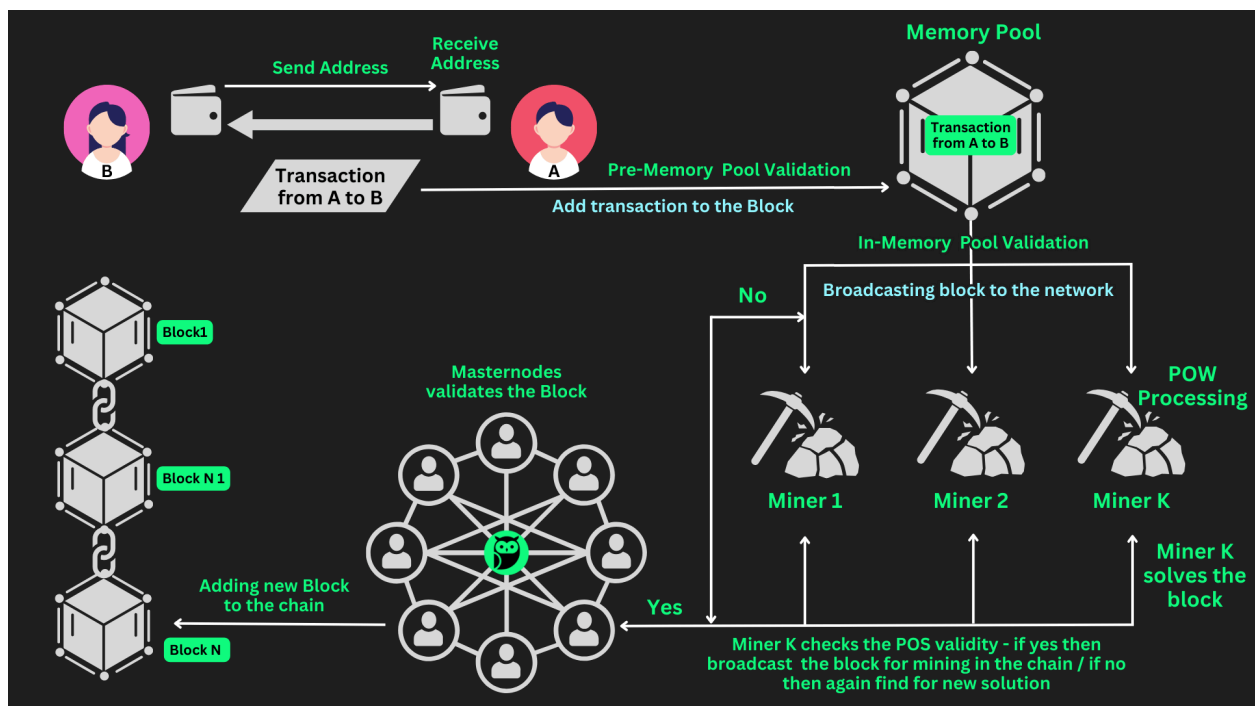 Memory Pool
Receive
Address
Send Address
B
A
Transaction
from A to B
Transaction
from A to B
Pre-Memory Pool Validation
Add transaction to the Block
In-Memory Pool Validation
Broadcasting block to the network
No
Block1
Masternodes
validates the Block
POW
Processing
Block N 1
Miner 1
Miner 2
Miner K
Miner K
solves the
block
Adding new Block
to the chain
Yes
Block N
Miner K checks the POS validity - if yes then
broadcast the block for mining in the chain / if no
then again find for new solution